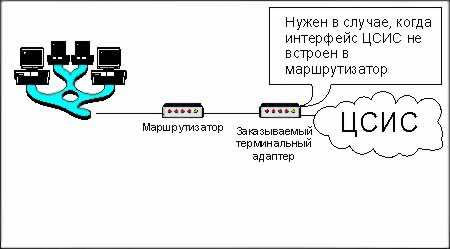 Нужен в случае, когда
интерфейс ЦСИС не
встроен в
маршрутизатор
Маршрутизатор
Заказываемый
терминальный
адаптер
ЦСИС